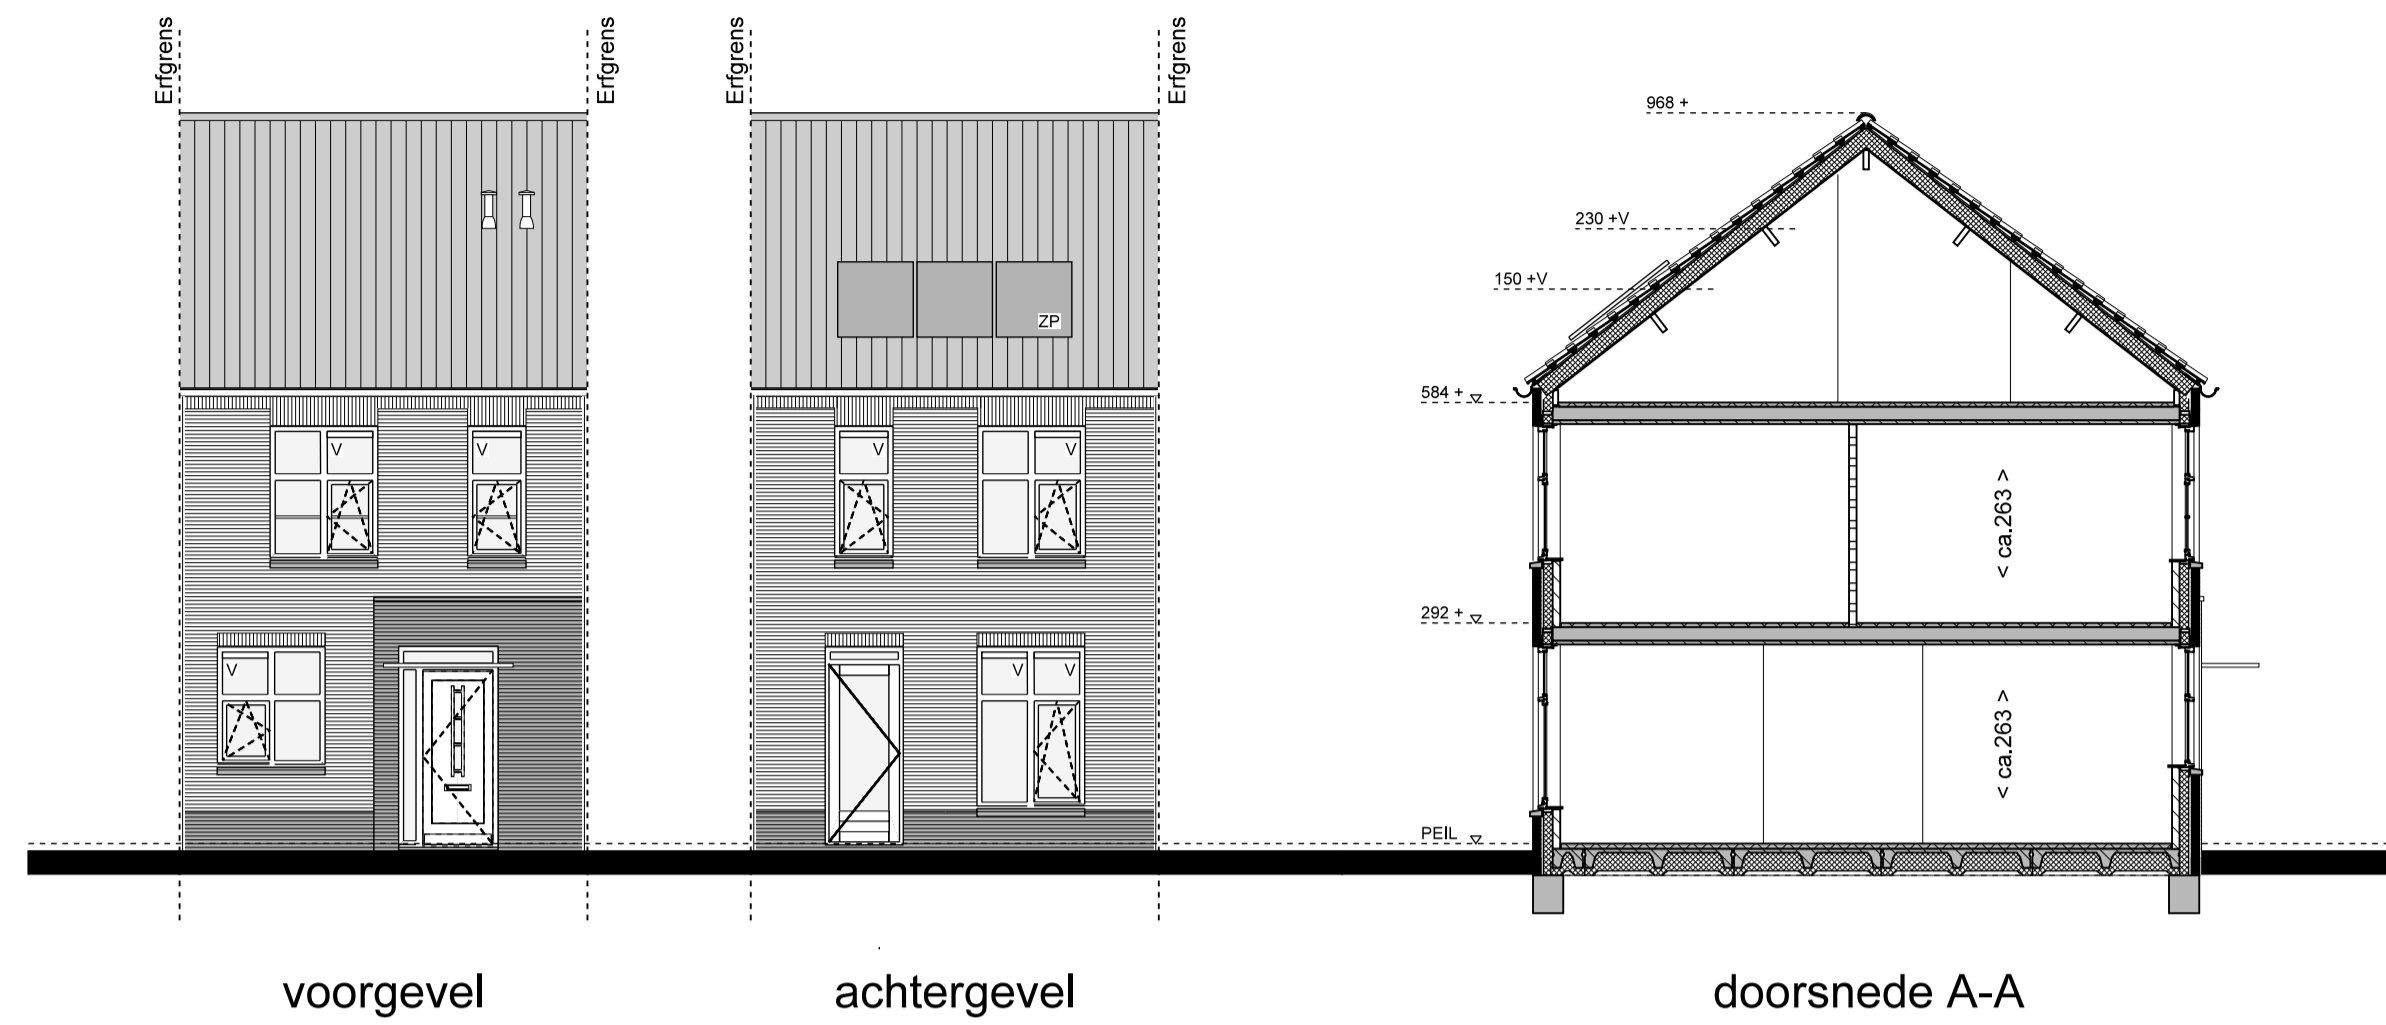 Erfgrens
Erfgrens
Erfgrens
Erfgrens
968 +
230 +V
150 +V
ZP
584 +
V
V
V
V
< ca.263 >
292 +
V
V
V
< ca.263 >
PEIL
voorgevel
achtergevel
doorsnede A-A